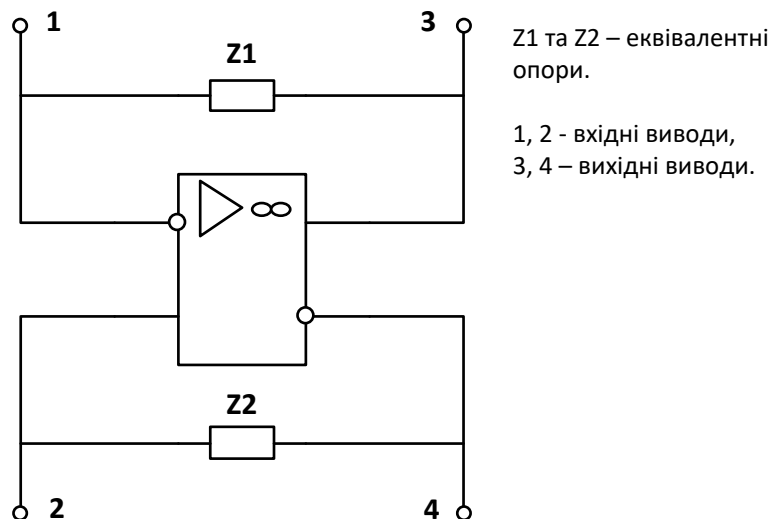 1
3
Z1
Z1 та Z2 – еквівалентні
опори.
1, 2 - вхідні виводи,
3, 4 – вихідні виводи.
∞
Z2
2
4